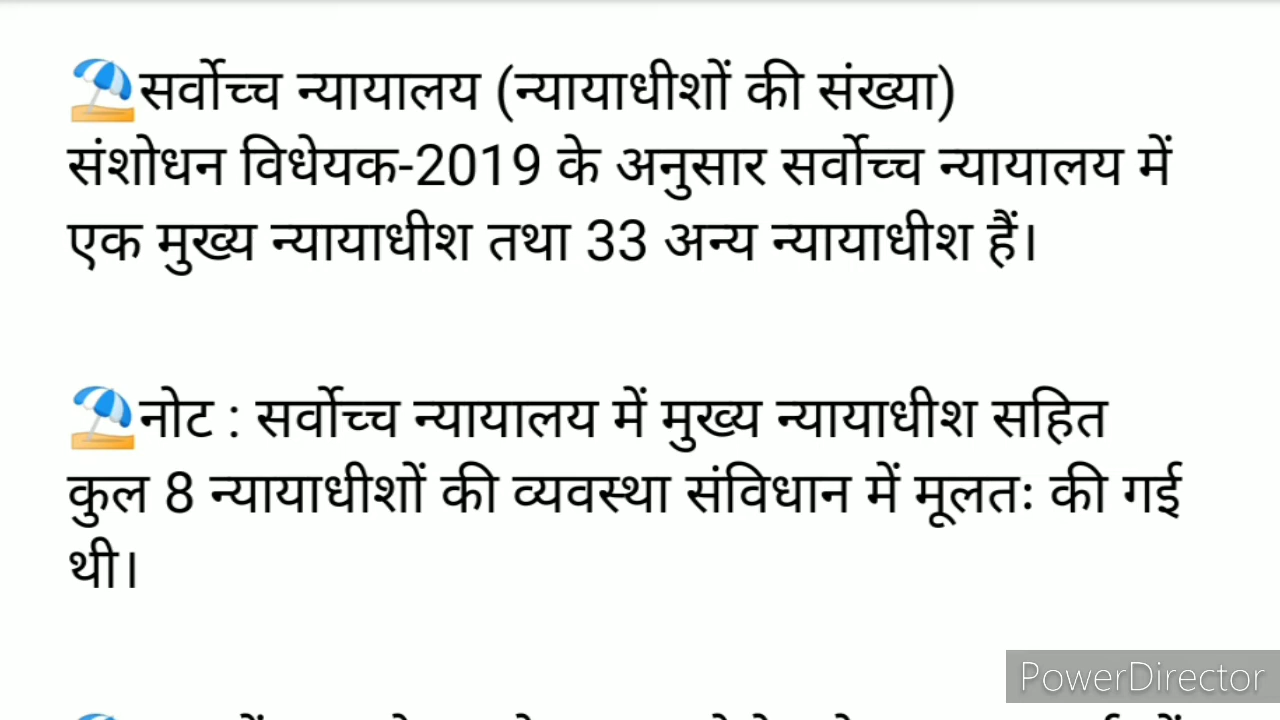 ⛱️सर्वोच्च न्यायालय (न्यायाधीशों की संख्या)
संशोधन विधेयक-2019 के अनुसार सर्वोच्च न्यायालय में
एक मुख्य न्यायाधीश तथा 33 अन्य न्यायाधीश हैं।
⛱️नोट : सर्वोच्च न्यायालय में मुख्य न्यायाधीश सहित
कुल 8 न्यायाधीशों की व्यवस्था संविधान में मूलतः की गई
थी।
PowerDirector